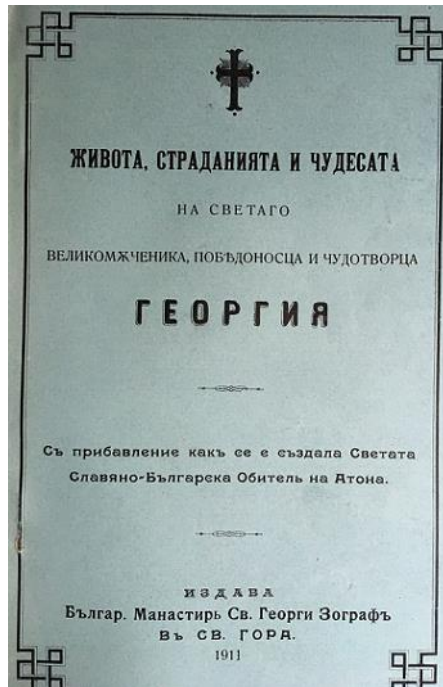 ЖИВОТА, СТРАДАНИЯТА И ЧУДЕСАТА
НА СВЕТАГО
ВЕЛИКОМѪЧЕНИКА, ПОБѢДОНОСЦА И ЧУДОТВОРЦА
ГЕОРГИЯ
Съ прибавление какъ се е създала Светата
Славяно-Българска Обитель на Атона.
ИЗДАВА
Българ. Манастирь Св. Георги Зографъ
ВЪ СВ. ГОРА.
1911